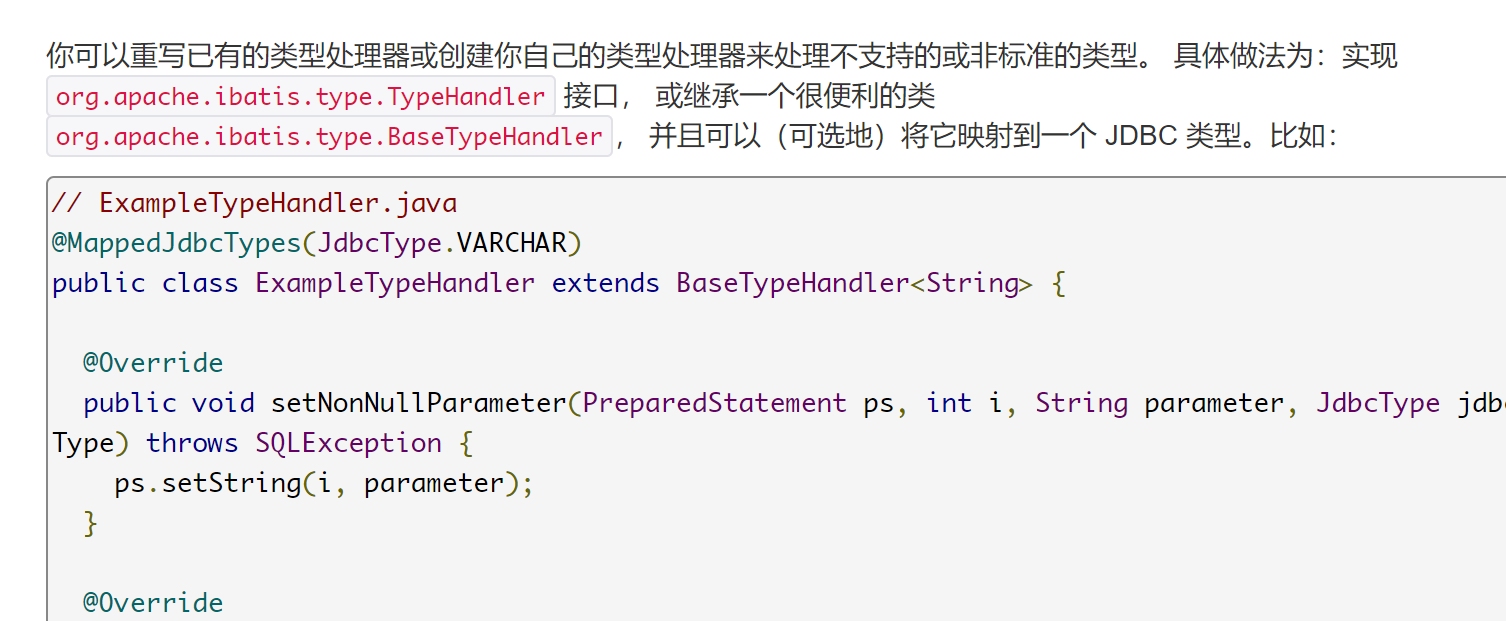 你可以重写已有的类型处理器或创建你自己的类型处理器来处理不支持的或非标准的类型。 具体做法为：实现
org.apache.ibatis.type.TypeHandler 接口， 或继承一个很便利的类
org.apache.ibatis.type.BaseTypeHandler， 并且可以（可选地）将它映射到一个 JDBC 类型。比如：
// ExampleTypeHandler.java
@MappedJdbcTypes(JdbcType.VARCHAR)
public class ExampleTypeHandler extends BaseTypeHandler<String> {
  @Override
  public void setNonNullParameter(PreparedStatement ps, int i, String parameter, JdbcType jdbc
Type) throws SQLException {
    ps.setString(i, parameter);
  }
  @Override